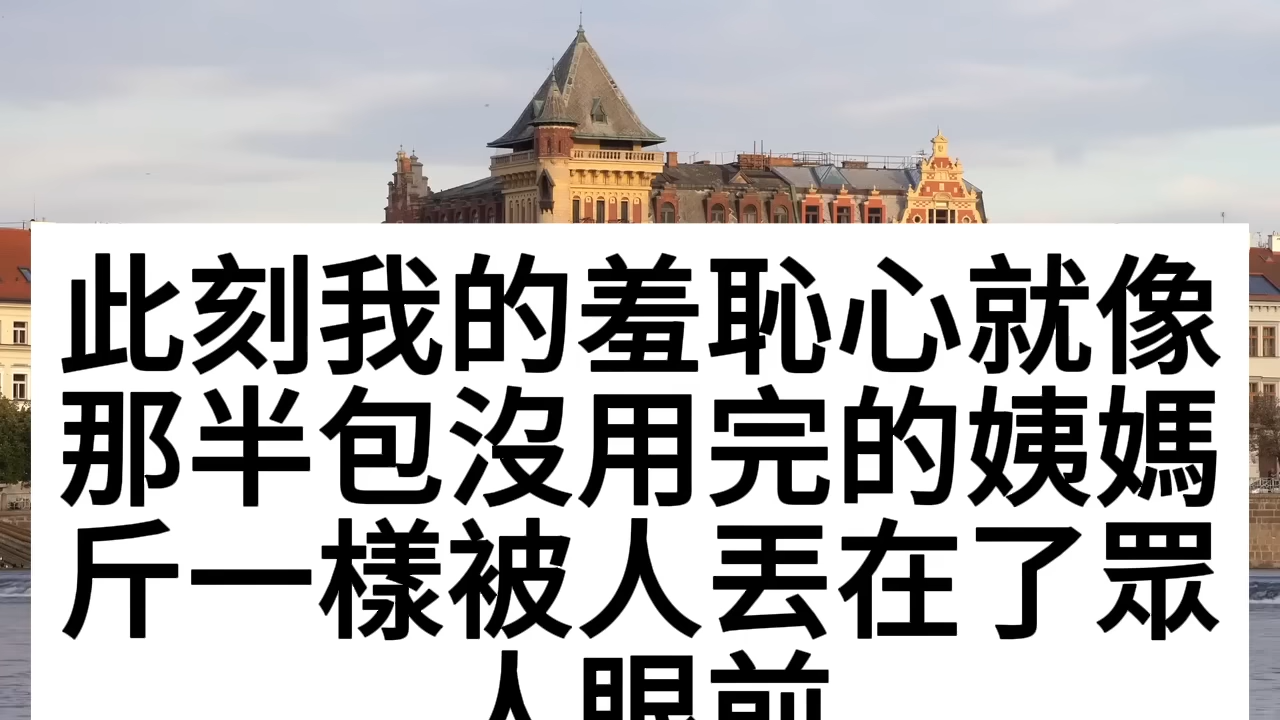 此刻我的羞恥心就像
那半包沒用完的姨媽
斤一樣被人丟在了眾
人眼前